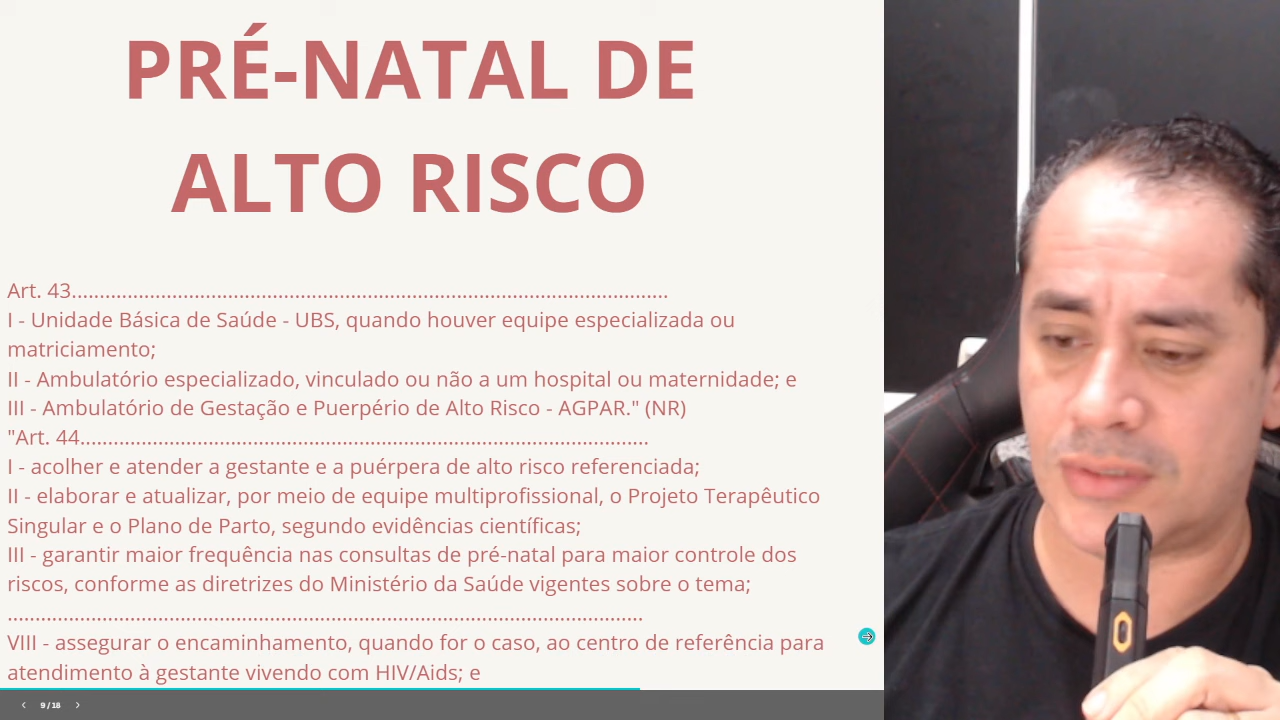 PRÉ-NATAL DE
ALTO RISCO
Art. 43...........................................................................................................
I - Unidade Básica de Saúde - UBS, quando houver equipe especializada ou
matriciamento;
II - Ambulatório especializado, vinculado ou não a um hospital ou maternidade; e
III - Ambulatório de Gestação e Puerpério de Alto Risco - AGPAR." (NR)
"Art. 44......................................................................................................
I - acolher e atender a gestante e a puérpera de alto risco referenciada;
II - elaborar e atualizar, por meio de equipe multiprofissional, o Projeto Terapêutico
Singular e o Plano de Parto, segundo evidências científicas;
III - garantir maior frequência nas consultas de pré-natal para maior controle dos
riscos, conforme as diretrizes do Ministério da Saúde vigentes sobre o tema;
..................................................................................................................
VIII - assegurar o encaminhamento, quando for o caso, ao centro de referência para
atendimento à gestante vivendo com HIV/Aids; e
9 / 18